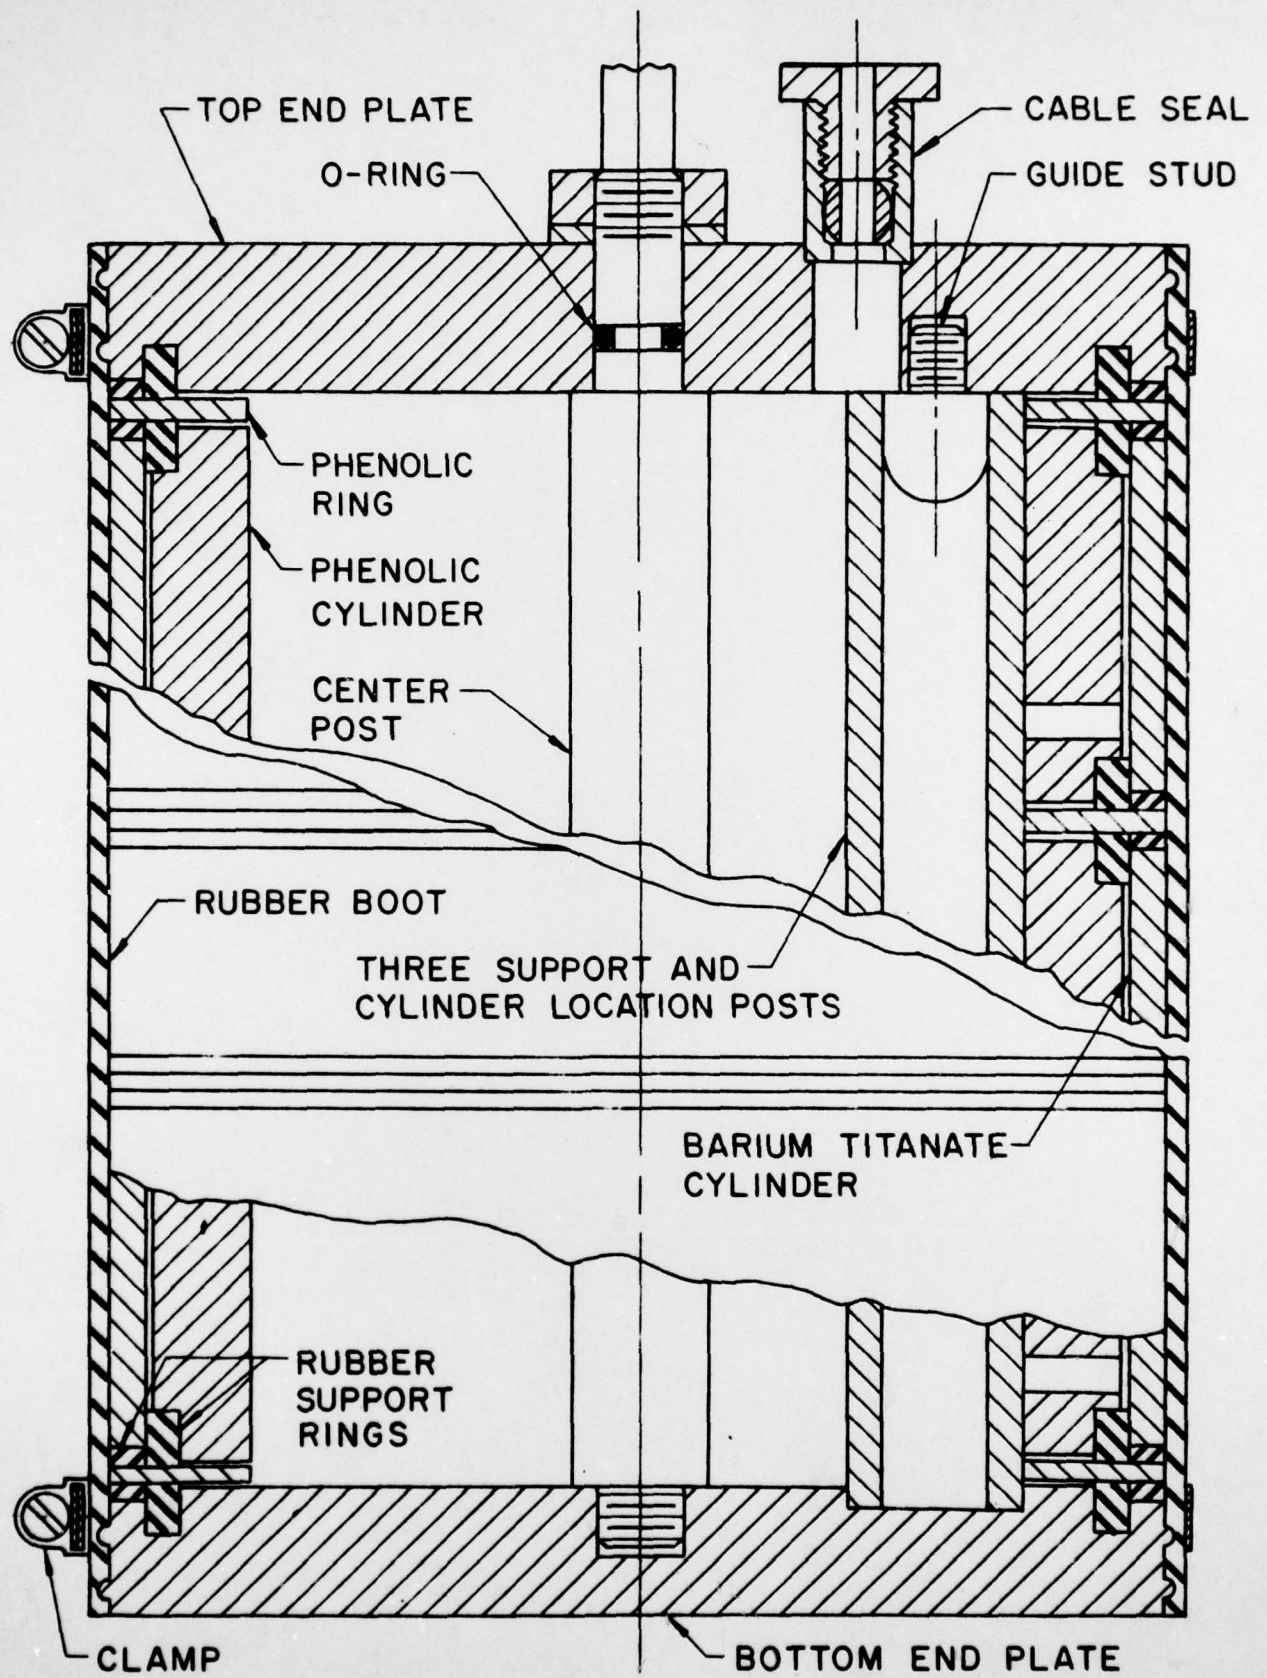 TOP END PLATE
CABLE SEAL
O-RING
GUIDE STUD
PHENOLIC
RING
PHENOLIC
CYLINDER
CENTER
POST
RUBBER BOOT
THREE SUPPORT AND
CYLINDER LOCATION POSTS
BARIUM TITANATE
CYLINDER
RUBBER
SUPPORT
RINGS
CLAMP
BOTTOM END PLATE